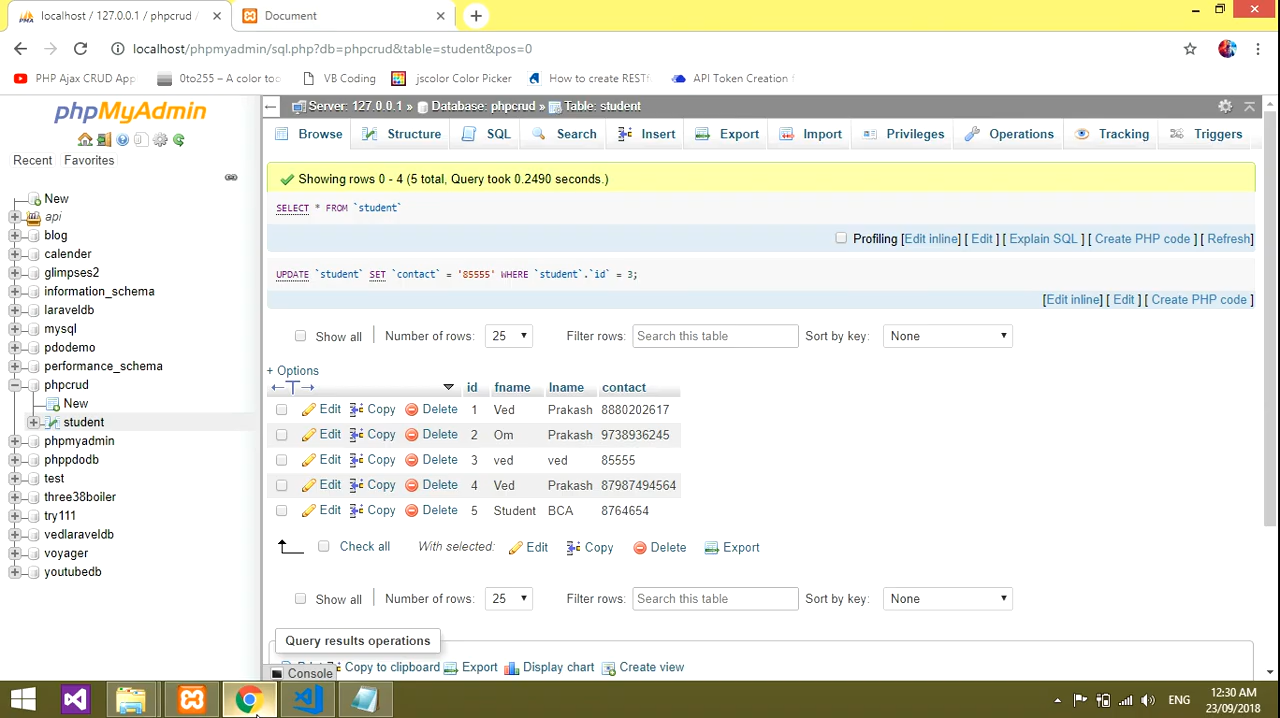 localhost / 127.0.0.1 / phpcrud /
Document
localhost/phpmyadmin/sql.php?db=phpcrud&table=student&pos=0
PHP Ajax CRUD App
0to255 – A color too
VB Coding
jscolor Color Picker
How to create REST
API Token Creation
phpMyAdmin
Recent Favorites
New
api
blog
calender
glimpses2
information_schema
laraveldb
mysql
pdodemo
performance_schema
phpcrud
New
student
phpmyadmin
phppdodb
test
three38boiler
try111
vedlaraveldb
voyager
youtubedb
Server: 127.0.0.1 » Database: phpcrud » Table: student
Browse Structure SQL Search Insert Export Import Privileges Operations Tracking Triggers
Showing rows 0 - 4 (5 total, Query took 0.2490 seconds.)
SELECT * FROM `student`
Profiling [Edit inline] [ Edit ] [ Explain SQL ] [ Create PHP code ] [ Refresh]
UPDATE `student` SET `contact` = '85555' WHERE `student`.`id` = 3;
[Edit inline] [ Edit ] [ Create PHP code ]
Show all Number of rows: 25 Filter rows: Search this table Sort by key: None
+ Options
←T→ id fname lname contact
Edit Copy Delete 1 Ved Prakash 8880202617
Edit Copy Delete 2 Om Prakash 9738936245
Edit Copy Delete 3 ved ved 85555
Edit Copy Delete 4 Ved Prakash 87987494564
Edit Copy Delete 5 Student BCA 8764654
Check all With selected: Edit Copy Delete Export
Show all Number of rows: 25 Filter rows: Search this table Sort by key: None
Query results operations
Copy to clipboard Export Display chart Create view
Console
ENG
12:30 AM
23/09/2018